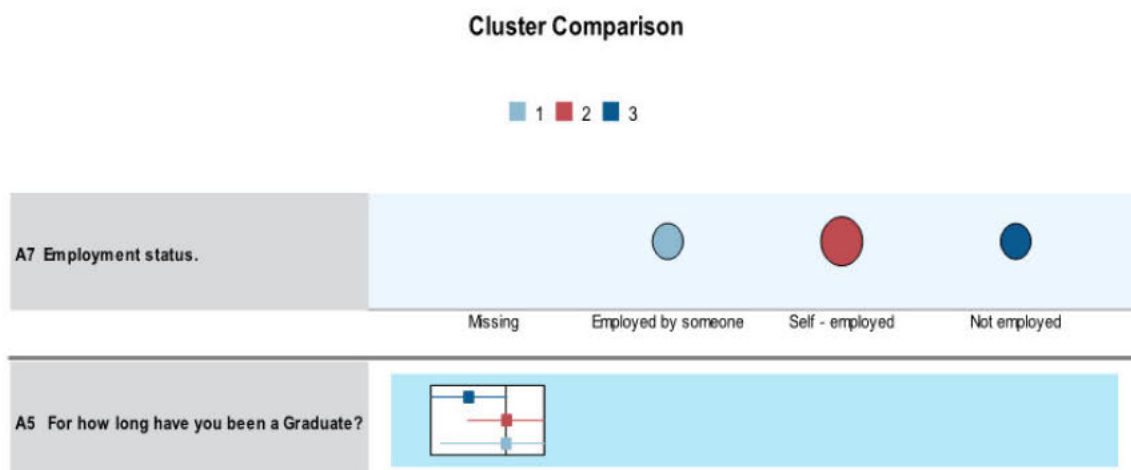 Cluster Comparison
1 2 3
A7 Employment status.
Missing Employed by someone Self - employed Not employed
A5 For how long have you been a Graduate?